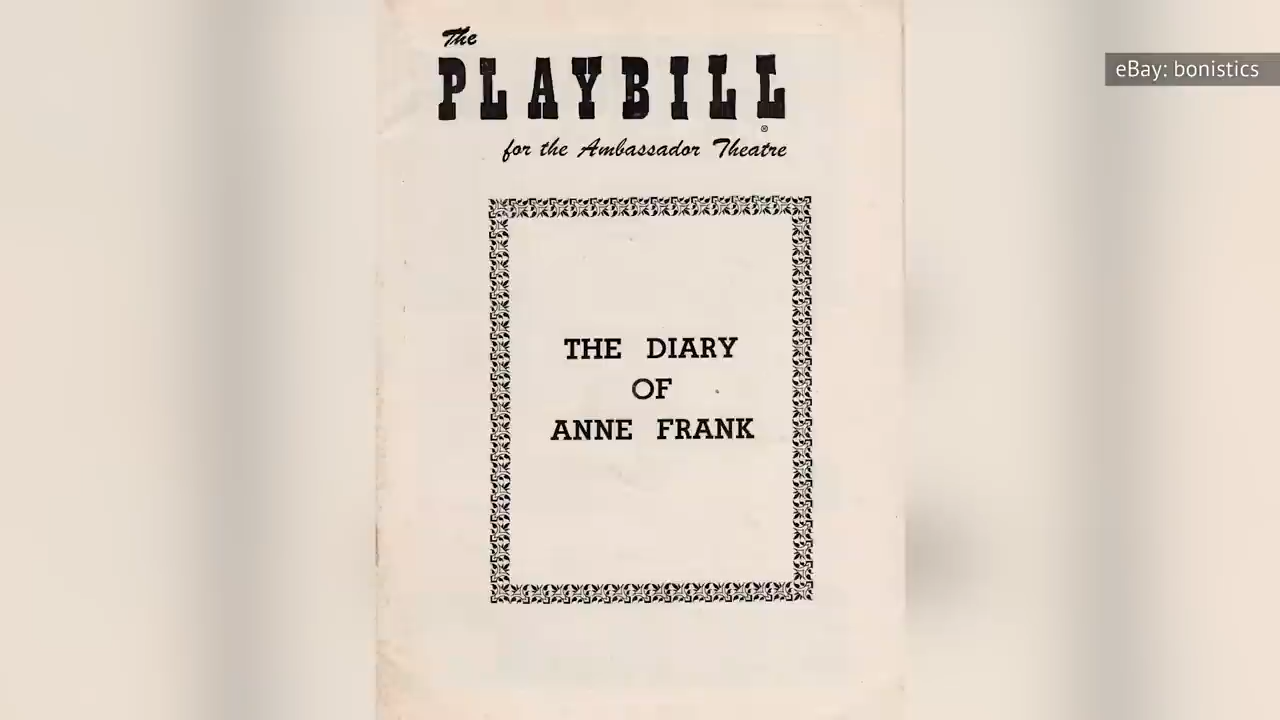 The
PLAYBILL
®
for the Ambassador Theatre
THE DIARY
OF
ANNE FRANK
eBay: bonistics